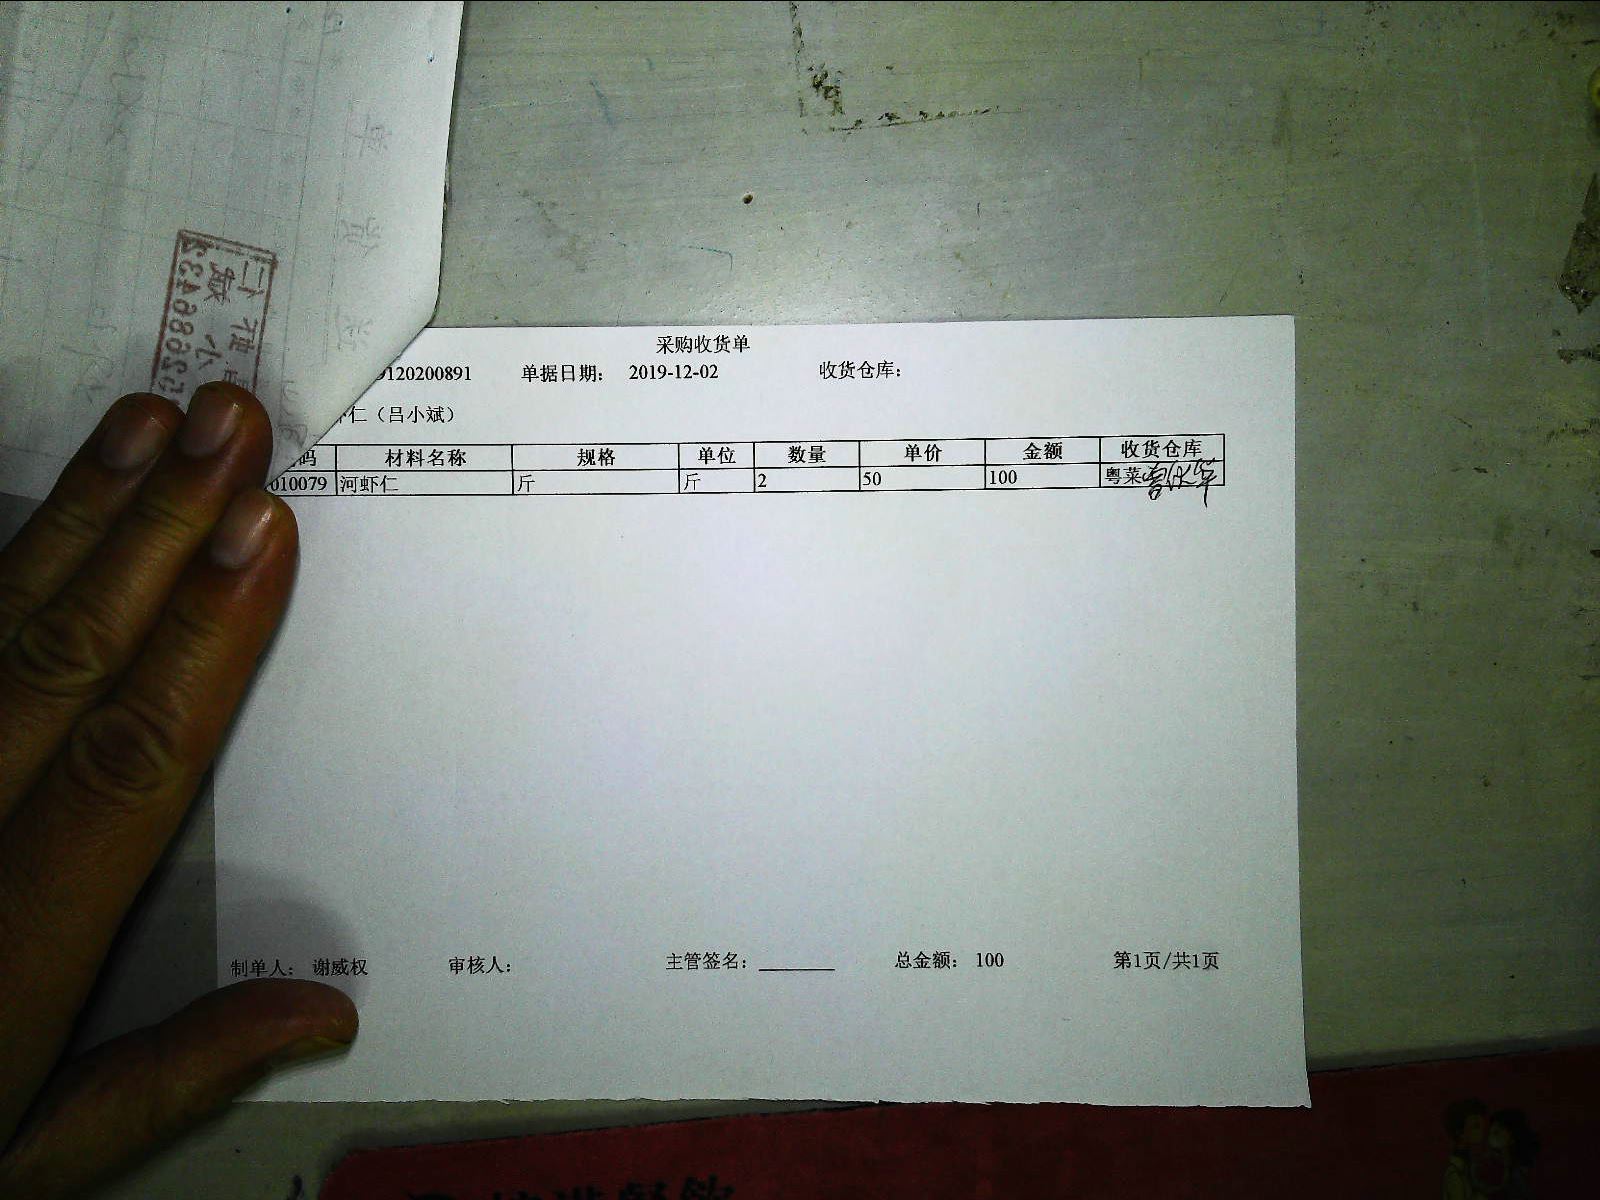 采购收货单
9120200891 单据日期： 2019-12-02 收货仓库：
虾仁（吕小斌）
码 材料名称 规格 单位 数量 单价 金额 收货仓库
010079 河虾仁 斤 斤 2 50 100 粤菜
制单人： 谢威权 审核人： 主管签名： 总金额： 100 第1页/共1页